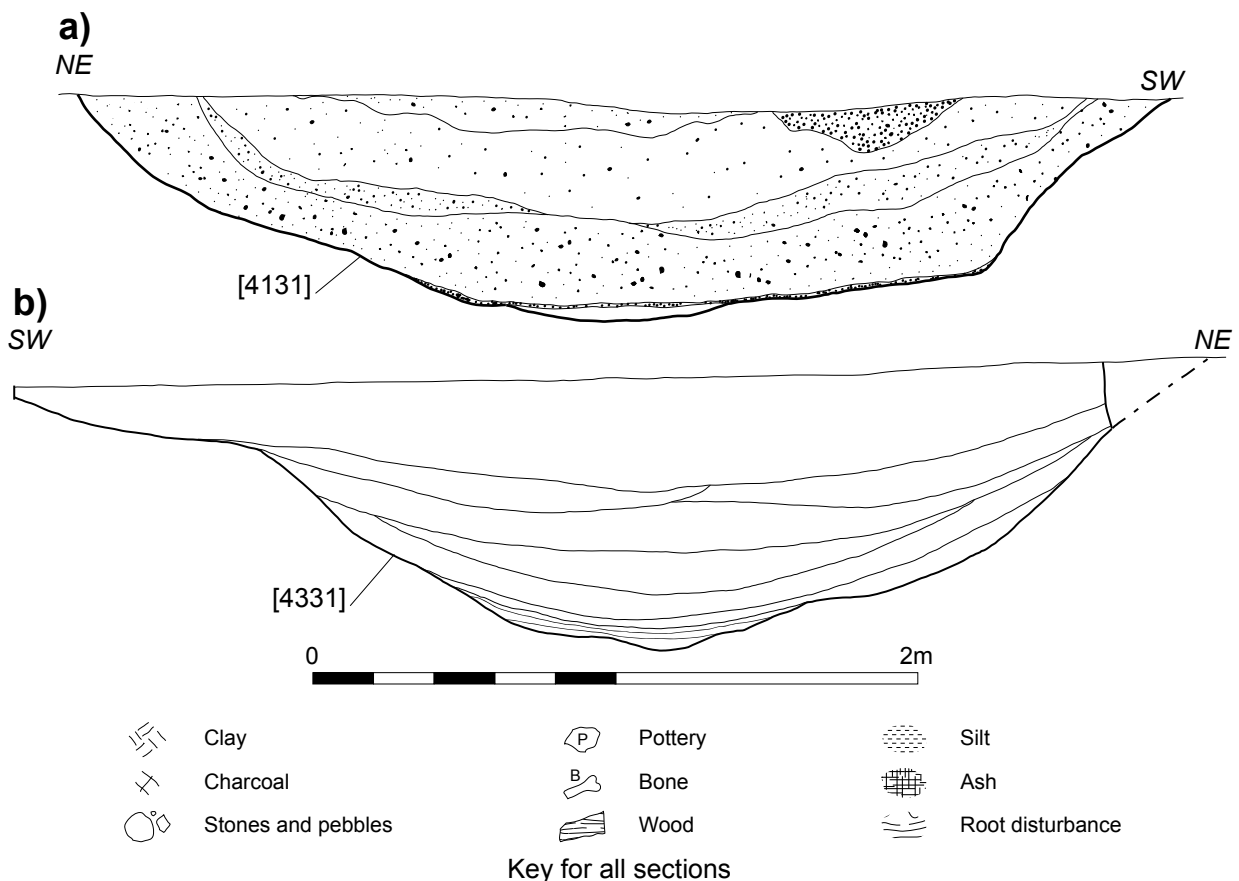 a)
NE
SW
[4131]
b)
SW
NE
[4331]
0 2m
Clay
P Pottery
Silt
Charcoal
B Bone
Ash
Stones and pebbles
Wood
Root disturbance
Key for all sections